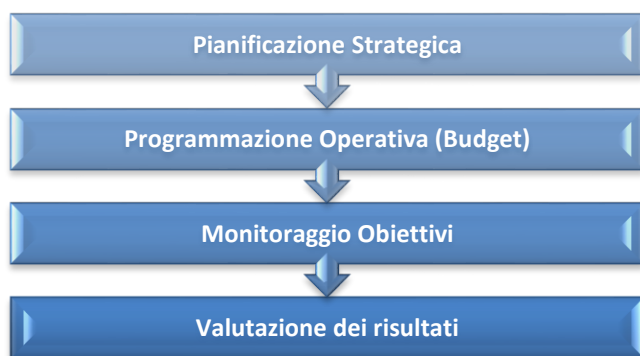 Pianificazione Strategica
Programmazione Operativa (Budget)
Monitoraggio Obiettivi
Valutazione dei risultati